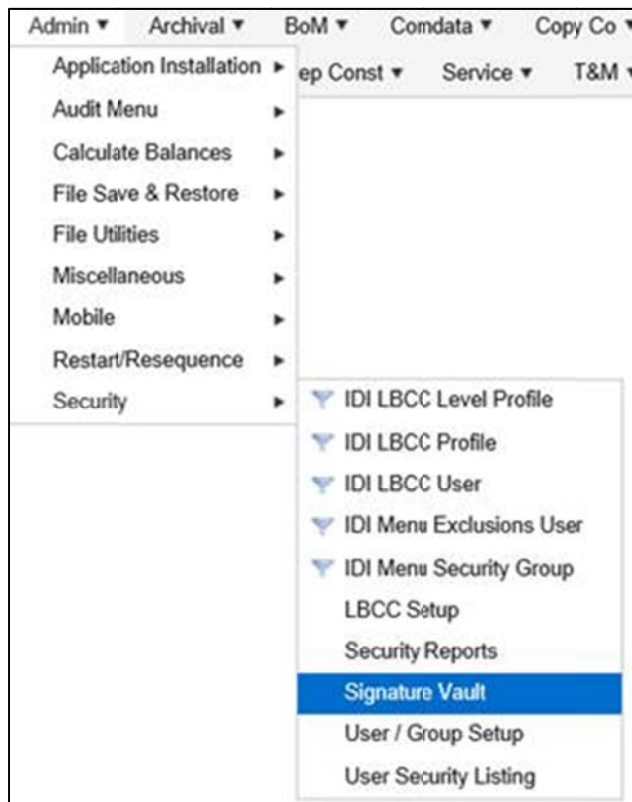 Admin ▼ Archival ▼ BoM ▼ Comdata ▼ Copy Co ▼
Application Installation ▶ ep Const ▼ Service ▼ T&M ▼
Audit Menu ▶
Calculate Balances ▶
File Save & Restore ▶
File Utilities ▶
Miscellaneous ▶
Mobile ▶
Restart/Resequence ▶
Security ▶
IDI LBCC Level Profile
IDI LBCC Profile
IDI LBCC User
IDI Menu Exclusions User
IDI Menu Security Group
LBCC Setup
Security Reports
Signature Vault
User / Group Setup
User Security Listing